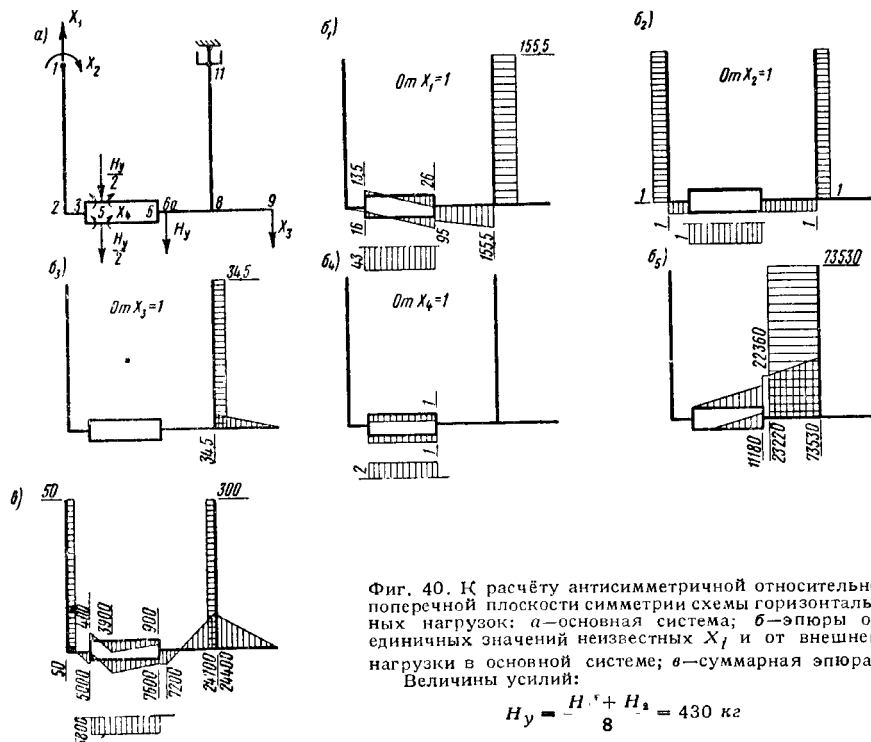 а)
X₁
X₂
1
11
Hу/2
2
3
5
X₄
6
6а
8
9
Hу/2
Hу
X₃
б₁)
От X₁=1
155,5
13,5
26
16
95
155,5
43
б₂)
От X₂=1
1
1
1
1
1
б₃)
От X₃=1
34,5
34,5
б₄)
От X₄=1
1
1
2
б₅)
73530
22360
11180
23220
73530
в)
50
300
400
3900
900
50
5000
7600
7200
24700
24400
Фиг. 40. К расчёту антисимметричной относительно
поперечной плоскости симметрии схемы горизонталь-
ных нагрузок: а—основная система; б—эпюры о
единичных значений неизвестных Xᵢ и от внешне
нагрузки в основной системе; в—суммарная эпюра
Величины усилий:
Hу = / 8 = 430 кг